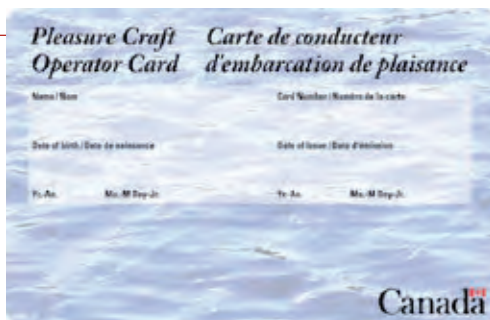 Pleasure Craft Carte de conducteur
Operator Card d'embarcation de plaisance
Name / Nom Card Number / Numéro de la carte
Date of birth / Date de naissance Date of Issue / Date d'émission
Yr.-An. Mo.-M Day-Jr. Yr.-An. Mo.-M Day-Jr.
Canada